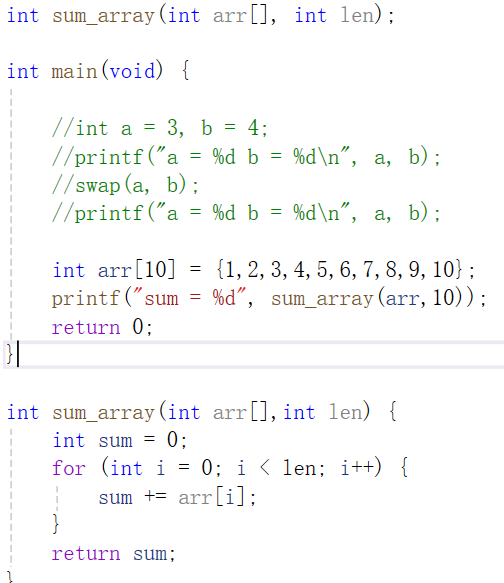 int sum_array(int arr[], int len);
int main(void) {
//int a = 3, b = 4;
//printf("a = %d b = %d\n", a, b);
//swap(a, b);
//printf("a = %d b = %d\n", a, b);
int arr[10] = {1,2,3,4,5,6,7,8,9,10};
printf("sum = %d", sum_array(arr,10));
return 0;
}
int sum_array(int arr[],int len) {
int sum = 0;
for (int i = 0; i < len; i++) {
sum += arr[i];
}
return sum;
}